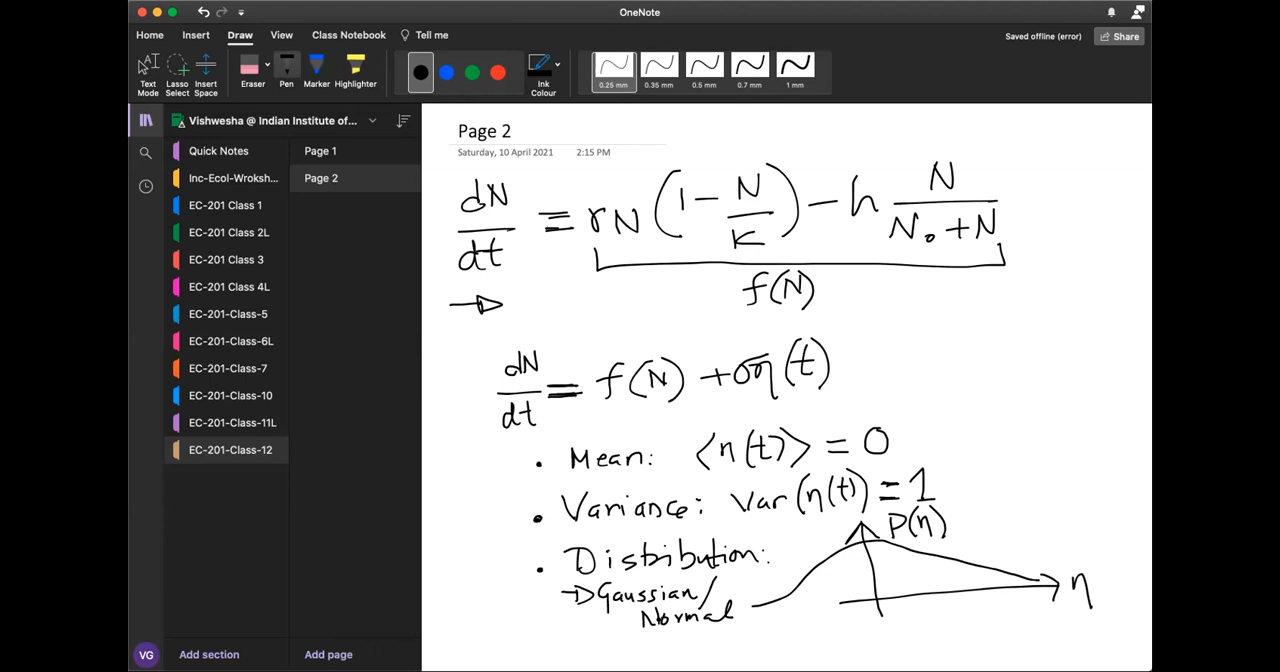 OneNote
Home Insert Draw View Class Notebook Tell me
Saved offline (error) Share
Text Mode
Lasso Select
Insert Space
Eraser
Pen
Marker
Highlighter
Ink Colour
0.25 mm
0.35 mm
0.5 mm
0.7 mm
1 mm
Vishwesha @ Indian Institute of...
Quick Notes
Inc-Ecol-Wroksh...
EC-201 Class 1
EC-201 Class 2L
EC-201 Class 3
EC-201 Class 4L
EC-201-Class-5
EC-201-Class-6L
EC-201-Class-7
EC-201-Class-10
EC-201-Class-11L
EC-201-Class-12
Page 1
Page 2
VG
Add section
Add page
Page 2
Saturday, 10 April 2021 2:15 PM
dN/dt = rN (1 - N/K) - h N/(N₀ + N)
f(N)
dN/dt = f(N) + ση(t)
• Mean: ⟨η(t)⟩ = 0
• Variance: Var (η(t)) = 1
P(η)
• Distribution:
→ Gaussian/
Normal
η